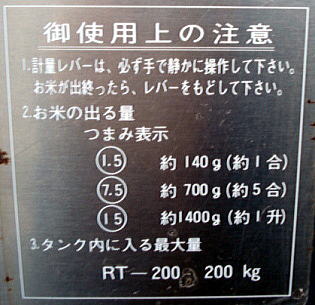 御使用上の注意
1.計量レバーは、必ず手で静かに操作して下さい。
お米が出終ったら、レバーをもどして下さい。
2.お米の出る量
つまみ表示
1.5 約140g(約1合)
7.5 約700g(約5合)
15 約1400g(約1升)
3.タンク内に入る最大量
RT-200 200kg